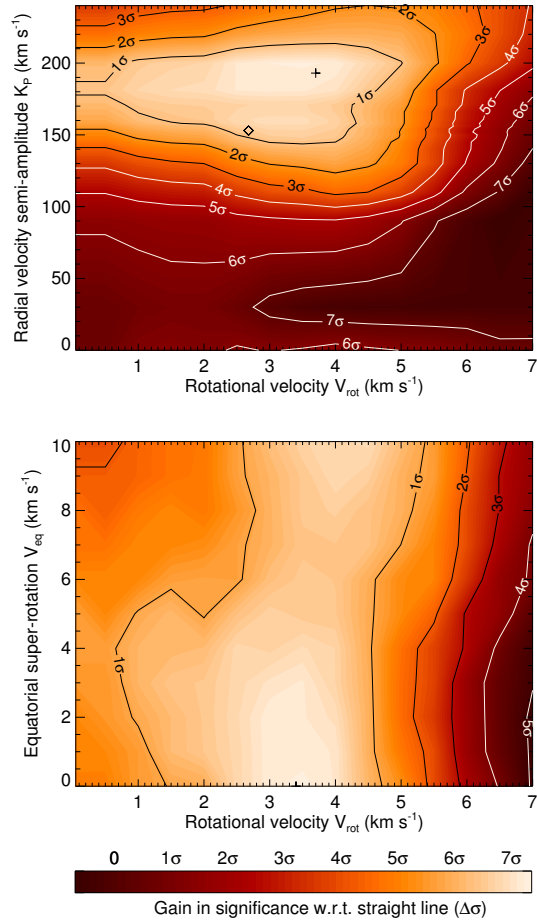 Radial velocity semi-amplitude K_P (km s⁻¹)
200
150
100
50
0
3σ
2σ
1σ
2σ
3σ
4σ
1σ
5σ
6σ
2σ
3σ
4σ
5σ
7σ
6σ
7σ
6σ
1 2 3 4 5 6 7
Rotational velocity V_rot (km s⁻¹)
Equatorial super-rotation V_eq (km s⁻¹)
10
8
6
4
2
0
1σ
1σ
2σ
3σ
4σ
5σ
1 2 3 4 5 6 7
Rotational velocity V_rot (km s⁻¹)
0 1σ 2σ 3σ 4σ 5σ 6σ 7σ
Gain in significance w.r.t. straight line (Δσ)